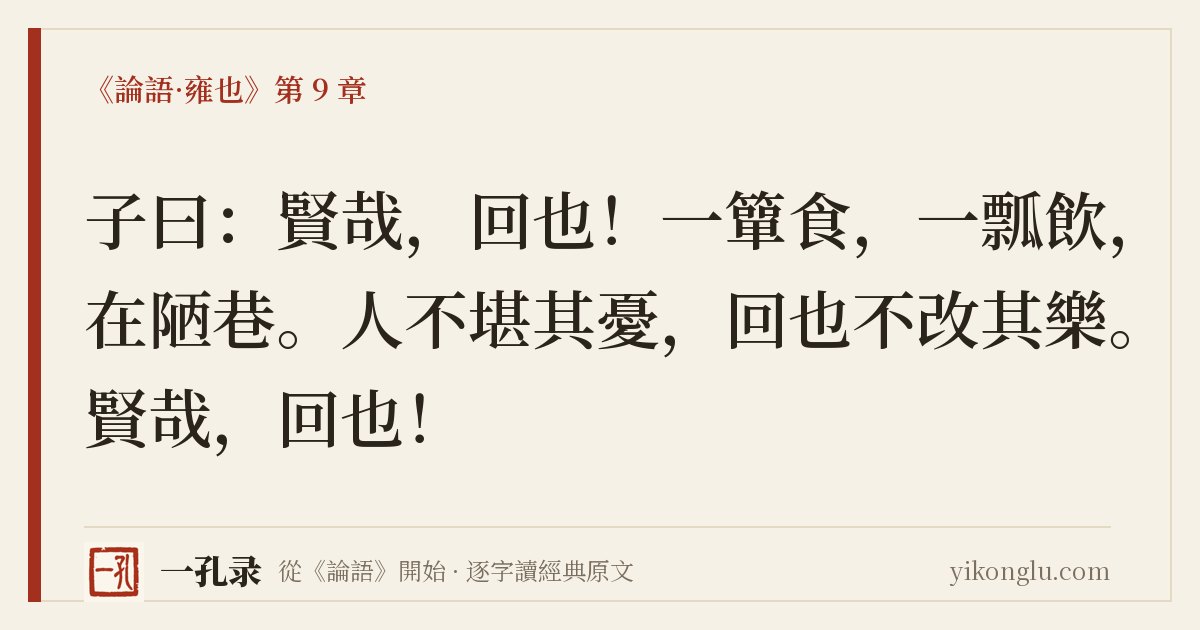 《論語·雍也》第 9 章
子曰：賢哉，回也！一簞食，一瓢飲，
在陋巷。人不堪其憂，回也不改其樂。
賢哉，回也！
一孔
一孔录 從《論語》開始 · 逐字讀經典原文 yikonglu.com